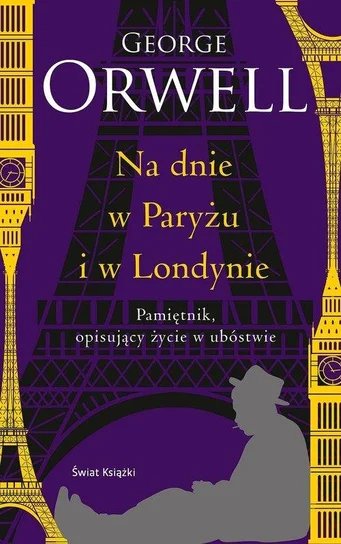 GEORGE
ORWELL
Na dnie
w Paryżu
i w Londynie
Pamiętnik,
opisujący życie w ubóstwie
Świat Książki